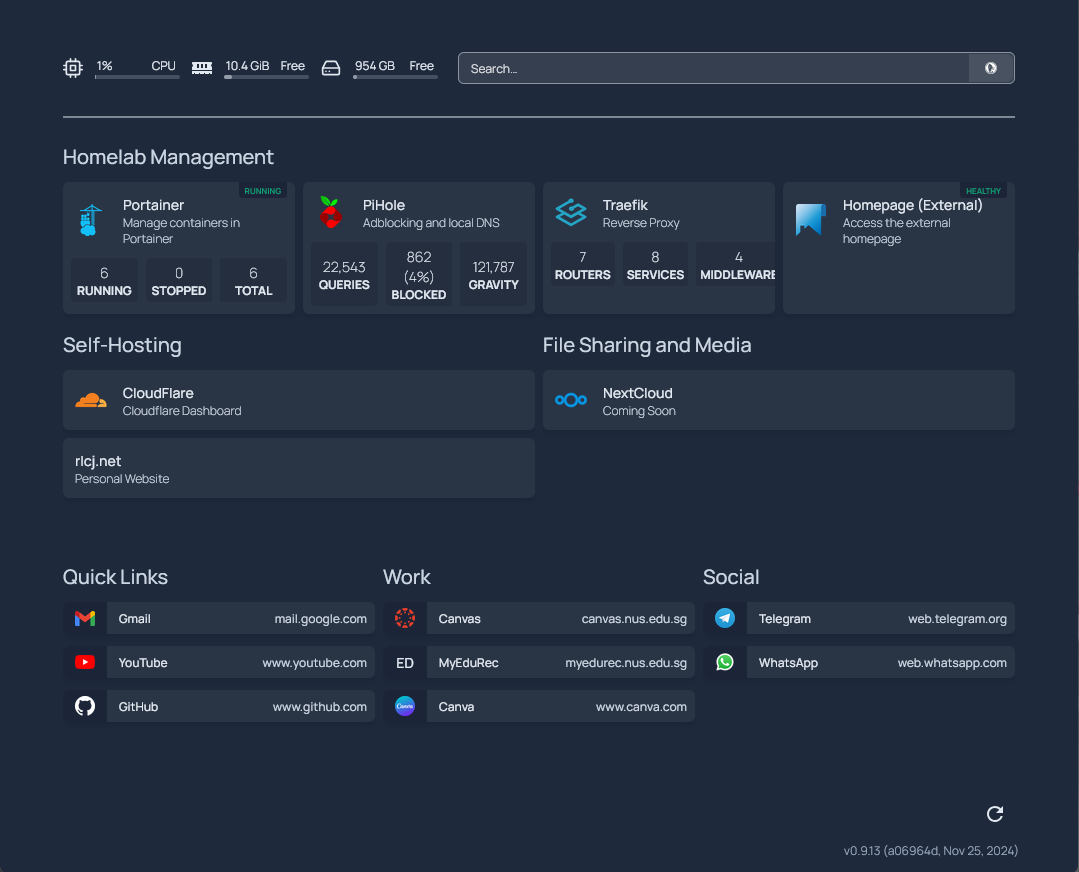 1% CPU 10.4 GiB Free 954 GB Free Search...
Homelab Management
RUNNING
Portainer
Manage containers in
Portainer
6 0 6
RUNNING STOPPED TOTAL
PiHole
Adblocking and local DNS
22,543 862 (4%) 121,787
QUERIES BLOCKED GRAVITY
Traefik
Reverse Proxy
7 8 4
ROUTERS SERVICES MIDDLEWARE
HEALTHY
Homepage (External)
Access the external
homepage
Self-Hosting
CloudFlare
Cloudflare Dashboard
rlcj.net
Personal Website
File Sharing and Media
NextCloud
Coming Soon
Quick Links
Gmail mail.google.com
YouTube www.youtube.com
GitHub www.github.com
Work
Canvas canvas.nus.edu.sg
ED MyEduRec myedurec.nus.edu.sg
Canva Canva www.canva.com
Social
Telegram web.telegram.org
WhatsApp web.whatsapp.com
v0.9.13 (a06964d, Nov 25, 2024)